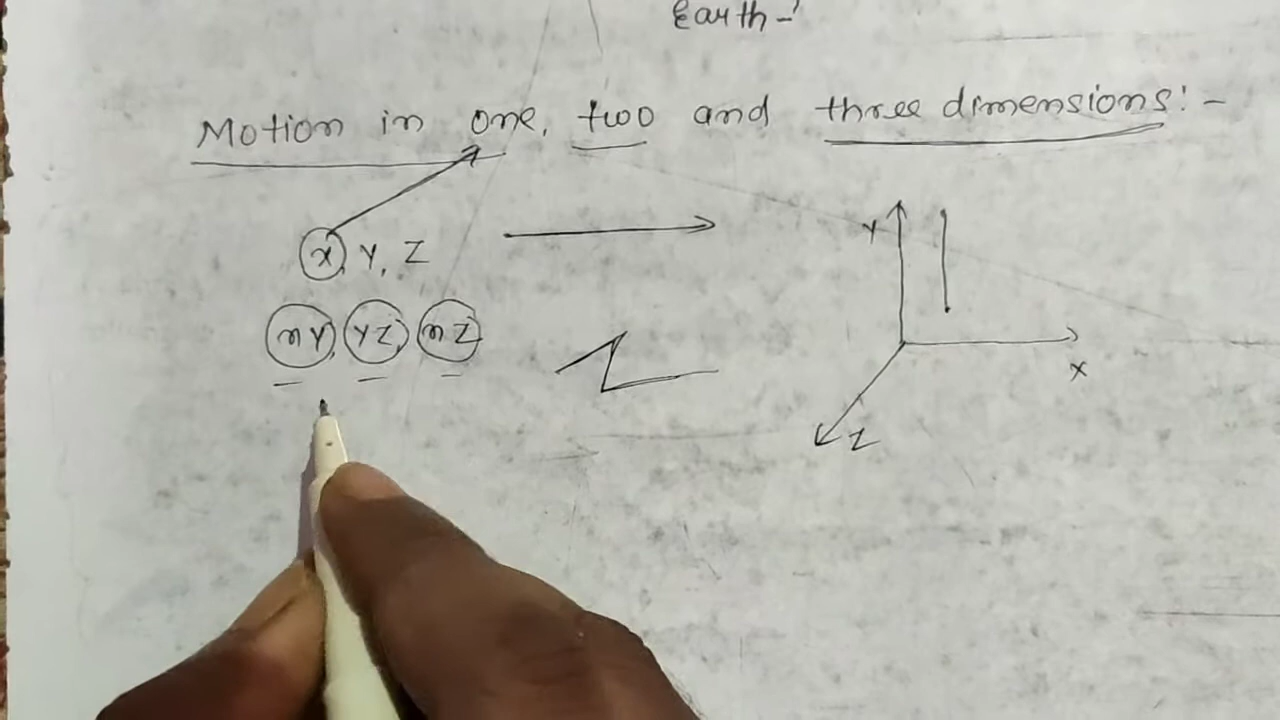 Earth -
Motion in one, two and three dimensions: -
x, Y, Z
xY, YZ, xZ
Y
X
Z